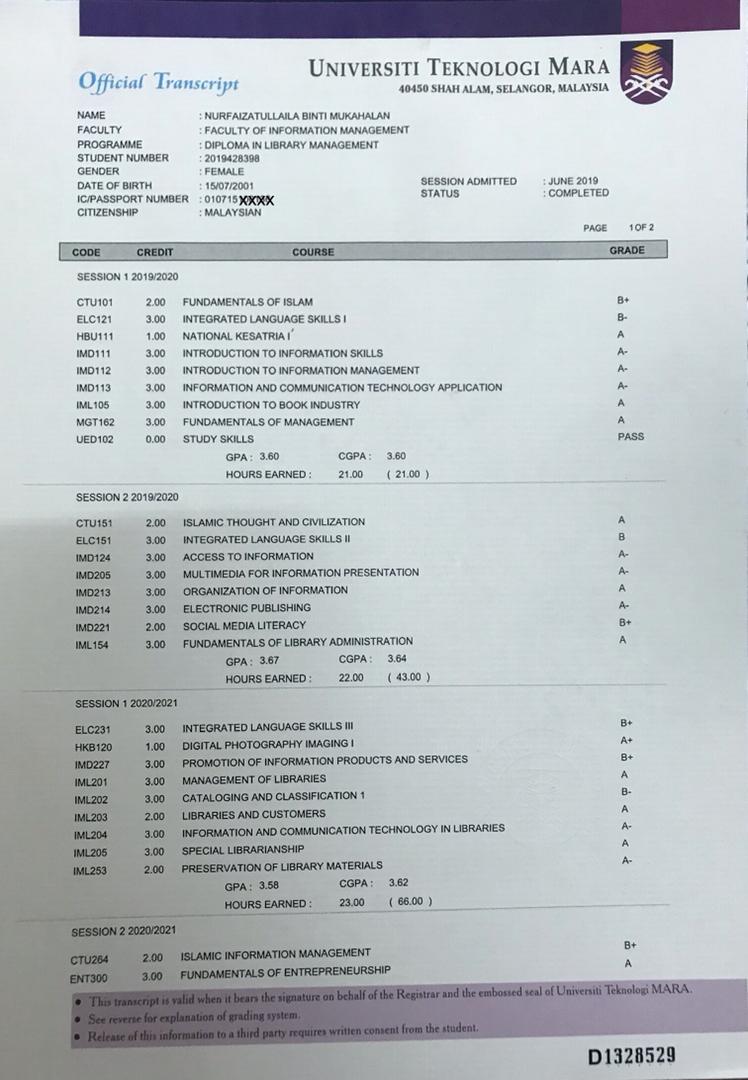 Official Transcript
UNIVERSITI TEKNOLOGI MARA
40450 SHAH ALAM, SELANGOR, MALAYSIA
NAME : NURFAIZATULLAILA BINTI MUKAHALAN
FACULTY : FACULTY OF INFORMATION MANAGEMENT
PROGRAMME : DIPLOMA IN LIBRARY MANAGEMENT
STUDENT NUMBER : 2019428398
GENDER : FEMALE
DATE OF BIRTH : 15/07/2001 SESSION ADMITTED : JUNE 2019
IC/PASSPORT NUMBER : 010715XXXX STATUS : COMPLETED
CITIZENSHIP : MALAYSIAN
PAGE 1 OF 2
CODE CREDIT COURSE GRADE
SESSION 1 2019/2020
CTU101 2.00 FUNDAMENTALS OF ISLAM B+
ELC121 3.00 INTEGRATED LANGUAGE SKILLS I B-
HBU111 1.00 NATIONAL KESATRIA I A
IMD111 3.00 INTRODUCTION TO INFORMATION SKILLS A-
IMD112 3.00 INTRODUCTION TO INFORMATION MANAGEMENT A-
IMD113 3.00 INFORMATION AND COMMUNICATION TECHNOLOGY APPLICATION A-
IML105 3.00 INTRODUCTION TO BOOK INDUSTRY A
MGT162 3.00 FUNDAMENTALS OF MANAGEMENT A
UED102 0.00 STUDY SKILLS PASS
GPA : 3.60 CGPA : 3.60
HOURS EARNED : 21.00 ( 21.00 )
SESSION 2 2019/2020
CTU151 2.00 ISLAMIC THOUGHT AND CIVILIZATION A
ELC151 3.00 INTEGRATED LANGUAGE SKILLS II B
IMD124 3.00 ACCESS TO INFORMATION A-
IMD205 3.00 MULTIMEDIA FOR INFORMATION PRESENTATION A-
IMD213 3.00 ORGANIZATION OF INFORMATION A
IMD214 3.00 ELECTRONIC PUBLISHING A-
IMD221 2.00 SOCIAL MEDIA LITERACY B+
IML154 3.00 FUNDAMENTALS OF LIBRARY ADMINISTRATION A
GPA : 3.67 CGPA : 3.64
HOURS EARNED : 22.00 ( 43.00 )
SESSION 1 2020/2021
ELC231 3.00 INTEGRATED LANGUAGE SKILLS III B+
HKB120 1.00 DIGITAL PHOTOGRAPHY IMAGING I A+
IMD227 3.00 PROMOTION OF INFORMATION PRODUCTS AND SERVICES B+
IML201 3.00 MANAGEMENT OF LIBRARIES A
IML202 3.00 CATALOGING AND CLASSIFICATION 1 B-
IML203 2.00 LIBRARIES AND CUSTOMERS A
IML204 3.00 INFORMATION AND COMMUNICATION TECHNOLOGY IN LIBRARIES A-
IML205 3.00 SPECIAL LIBRARIANSHIP A
IML253 2.00 PRESERVATION OF LIBRARY MATERIALS A-
GPA : 3.58 CGPA : 3.62
HOURS EARNED : 23.00 ( 66.00 )
SESSION 2 2020/2021
CTU264 2.00 ISLAMIC INFORMATION MANAGEMENT B+
ENT300 3.00 FUNDAMENTALS OF ENTREPRENEURSHIP A
• This transcript is valid when it bears the signature on behalf of the Registrar and the embossed seal of Universiti Teknologi MARA.
• See reverse for explanation of grading system.
• Release of this information to a third party requires written consent from the student.
D1328529